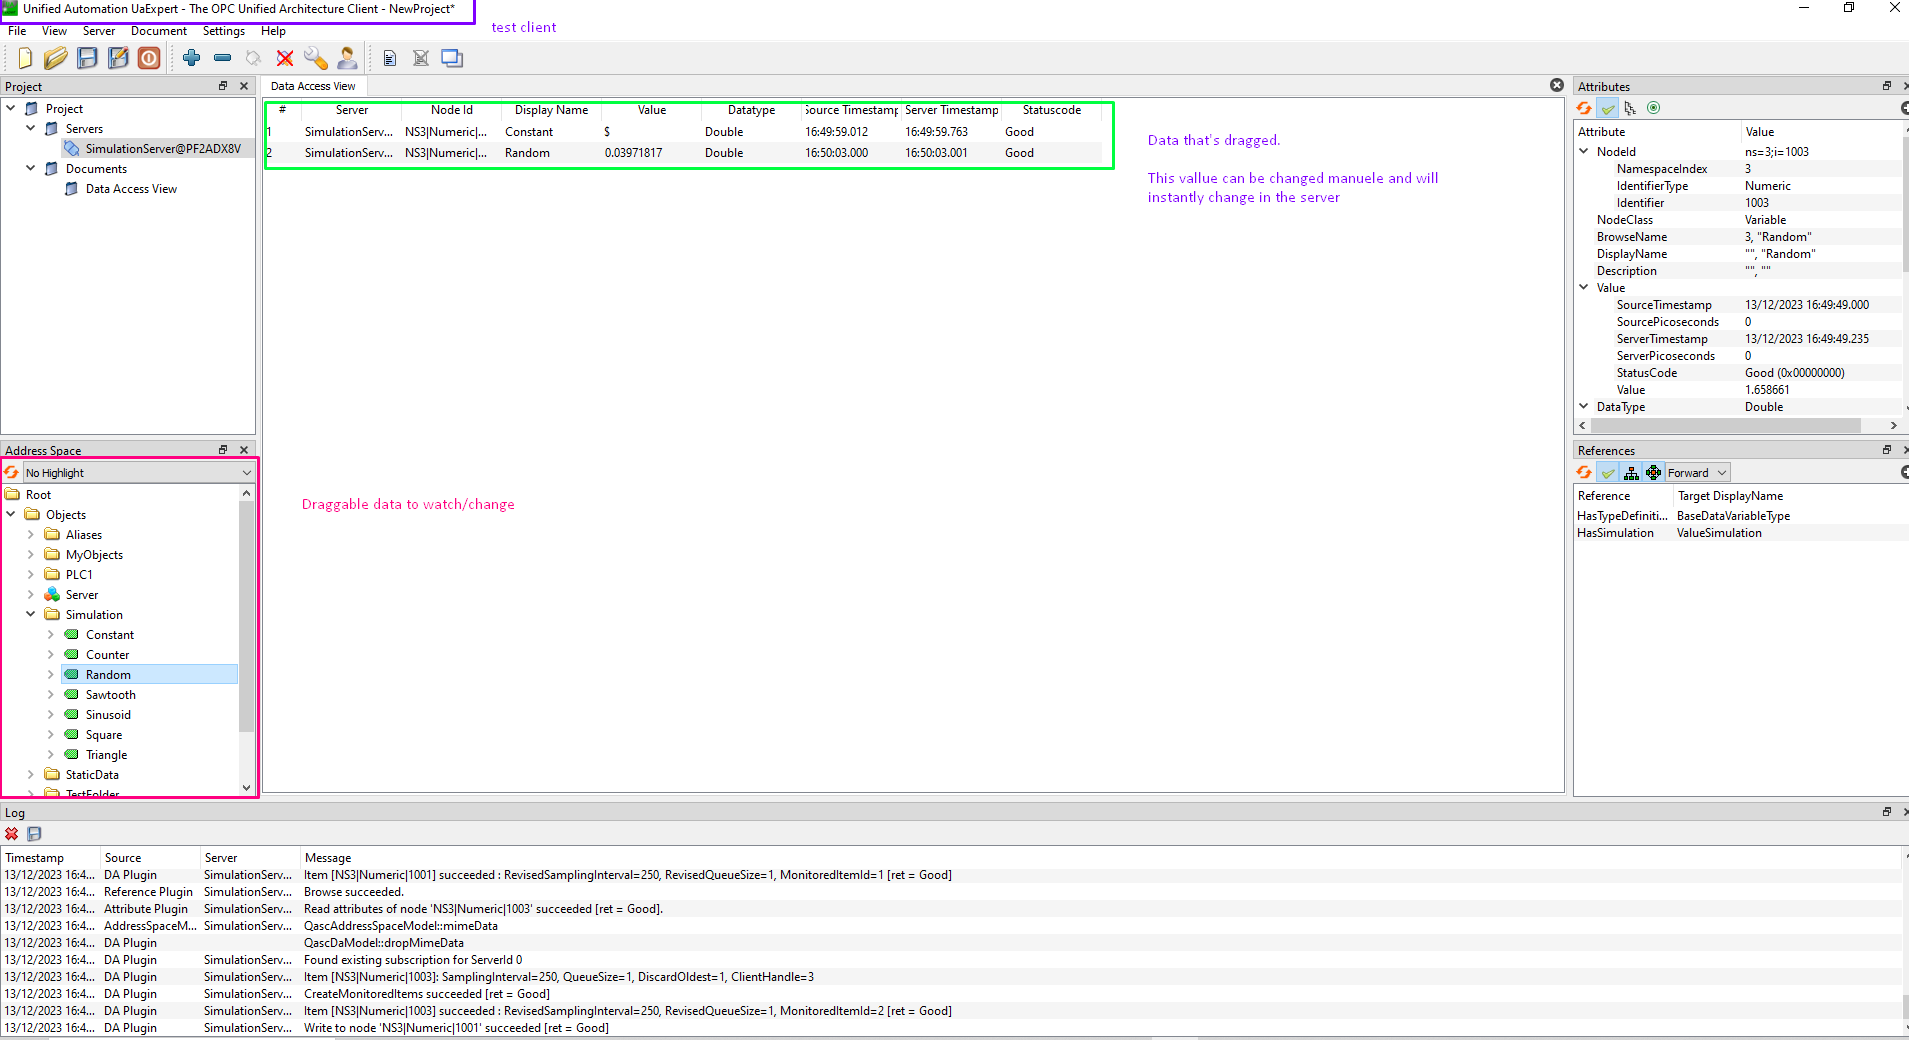 Unified Automation UaExpert - The OPC Unified Architecture Client - NewProject*
File View Server Document Settings Help
test client
Project
Project
Servers
SimulationServer@PF2ADX8V
Documents
Data Access View
Data Access View
# Server Node Id Display Name Value Datatype Source Timestamp Server Timestamp Statuscode
1 SimulationServ... NS3|Numeric|... Constant $ Double 16:49:59.012 16:49:59.763 Good
2 SimulationServ... NS3|Numeric|... Random 0.03971817 Double 16:50:03.000 16:50:03.001 Good
Data that's dragged.
This vallue can be changed manuele and will
instantly change in the server
Attributes
Attribute Value
NodeId ns=3;i=1003
NamespaceIndex 3
IdentifierType Numeric
Identifier 1003
NodeClass Variable
BrowseName 3, "Random"
DisplayName "", "Random"
Description "", ""
Value
SourceTimestamp 13/12/2023 16:49:49.000
SourcePicoseconds 0
ServerTimestamp 13/12/2023 16:49:49.235
ServerPicoseconds 0
StatusCode Good (0x00000000)
Value 1.658661
DataType Double
Address Space
No Highlight
Root
Objects
Aliases
MyObjects
PLC1
Server
Simulation
Constant
Counter
Random
Sawtooth
Sinusoid
Square
Triangle
StaticData
TestFolder
Draggable data to watch/change
References
Forward
Reference Target DisplayName
HasTypeDefiniti... BaseDataVariableType
HasSimulation ValueSimulation
Log
Timestamp Source Server Message
13/12/2023 16:4... DA Plugin SimulationServ... Item [NS3|Numeric|1001] succeeded : RevisedSamplingInterval=250, RevisedQueueSize=1, MonitoredItemId=1 [ret = Good]
13/12/2023 16:4... Reference Plugin SimulationServ... Browse succeeded.
13/12/2023 16:4... Attribute Plugin SimulationServ... Read attributes of node 'NS3|Numeric|1003' succeeded [ret = Good].
13/12/2023 16:4... AddressSpaceM... SimulationServ... QascAddressSpaceModel::mimeData
13/12/2023 16:4... DA Plugin QascDaModel::dropMimeData
13/12/2023 16:4... DA Plugin SimulationServ... Found existing subscription for ServerId 0
13/12/2023 16:4... DA Plugin SimulationServ... Item [NS3|Numeric|1003]: SamplingInterval=250, QueueSize=1, DiscardOldest=1, ClientHandle=3
13/12/2023 16:4... DA Plugin SimulationServ... CreateMonitoredItems succeeded [ret = Good]
13/12/2023 16:4... DA Plugin SimulationServ... Item [NS3|Numeric|1003] succeeded : RevisedSamplingInterval=250, RevisedQueueSize=1, MonitoredItemId=2 [ret = Good]
13/12/2023 16:4... DA Plugin SimulationServ... Write to node 'NS3|Numeric|1001' succeeded [ret = Good]